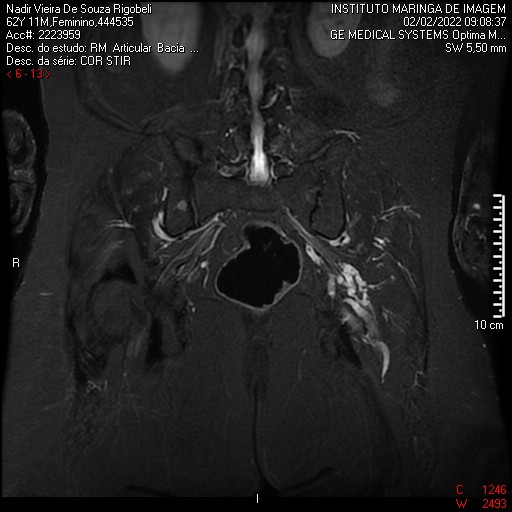 Nadir Vieira De Souza Rigobeli
62Y 11M,Feminino,444535
Acc#: 2223959
Desc. do estudo: RM Articular Bacia ...
Desc. da série: COR STIR
< 6 - 13 >
INSTITUTO MARINGA DE IMAGEM
02/02/2022 09:08:37
GE MEDICAL SYSTEMS Optima M...
SW 5,50 mm
R
10 cm
I
C 1246
W 2493